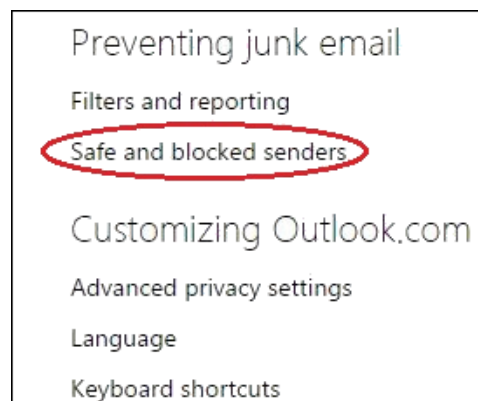 Preventing junk email
Filters and reporting
Safe and blocked senders
Customizing Outlook.com
Advanced privacy settings
Language
Keyboard shortcuts